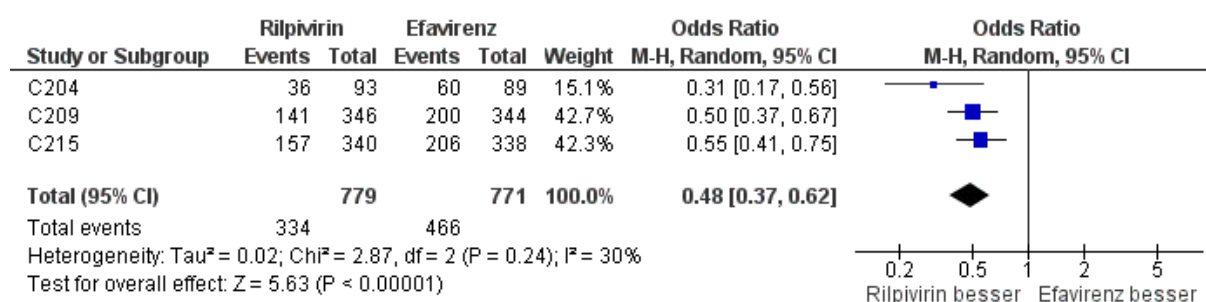 Rilpivirin Efavirenz Odds Ratio Odds Ratio
Study or Subgroup Events Total Events Total Weight M-H, Random, 95% CI M-H, Random, 95% CI
C204 36 93 60 89 15.1% 0.31 [0.17, 0.56]
C209 141 346 200 344 42.7% 0.50 [0.37, 0.67]
C215 157 340 206 338 42.3% 0.55 [0.41, 0.75]
Total (95% CI) 779 771 100.0% 0.48 [0.37, 0.62]
Total events 334 466
Heterogeneity: Tau² = 0.02; Chi² = 2.87, df = 2 (P = 0.24); I² = 30%
Test for overall effect: Z = 5.63 (P < 0.00001)
0.2 0.5 1 2 5
Rilpivirin besser Efavirenz besser